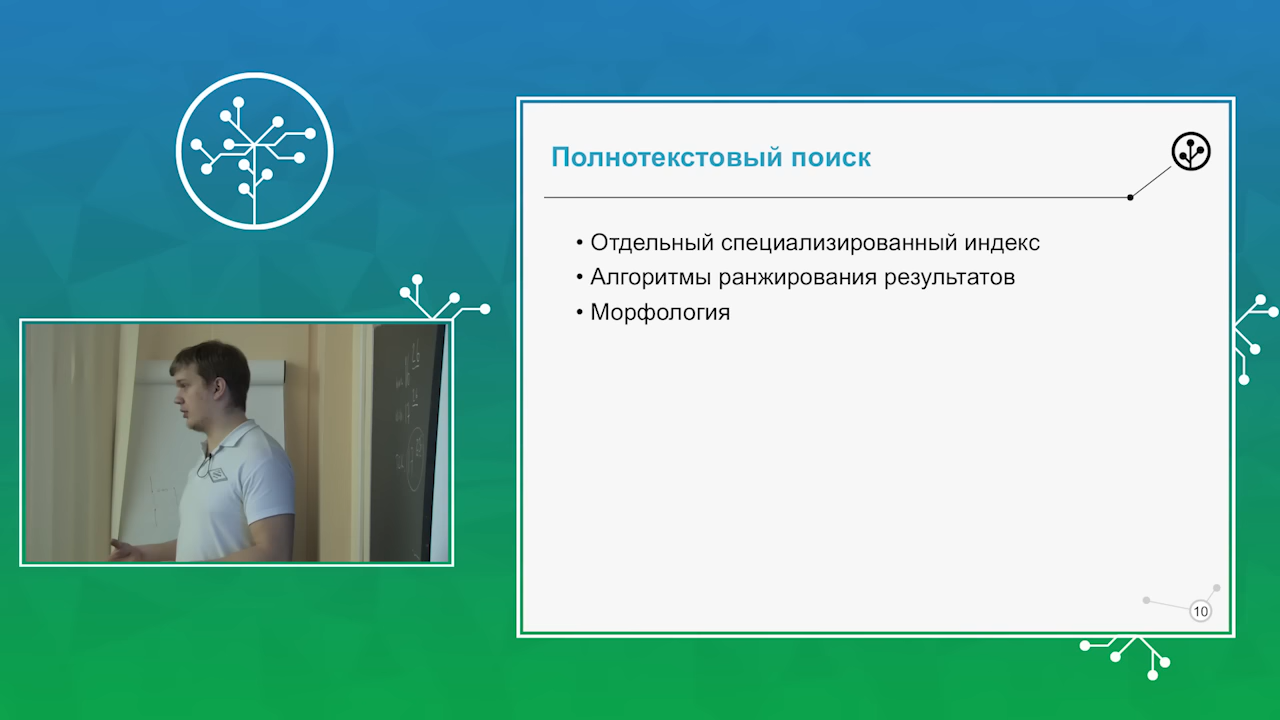 Полнотекстовый поиск
• Отдельный специализированный индекс
• Алгоритмы ранжирования результатов
• Морфология
10